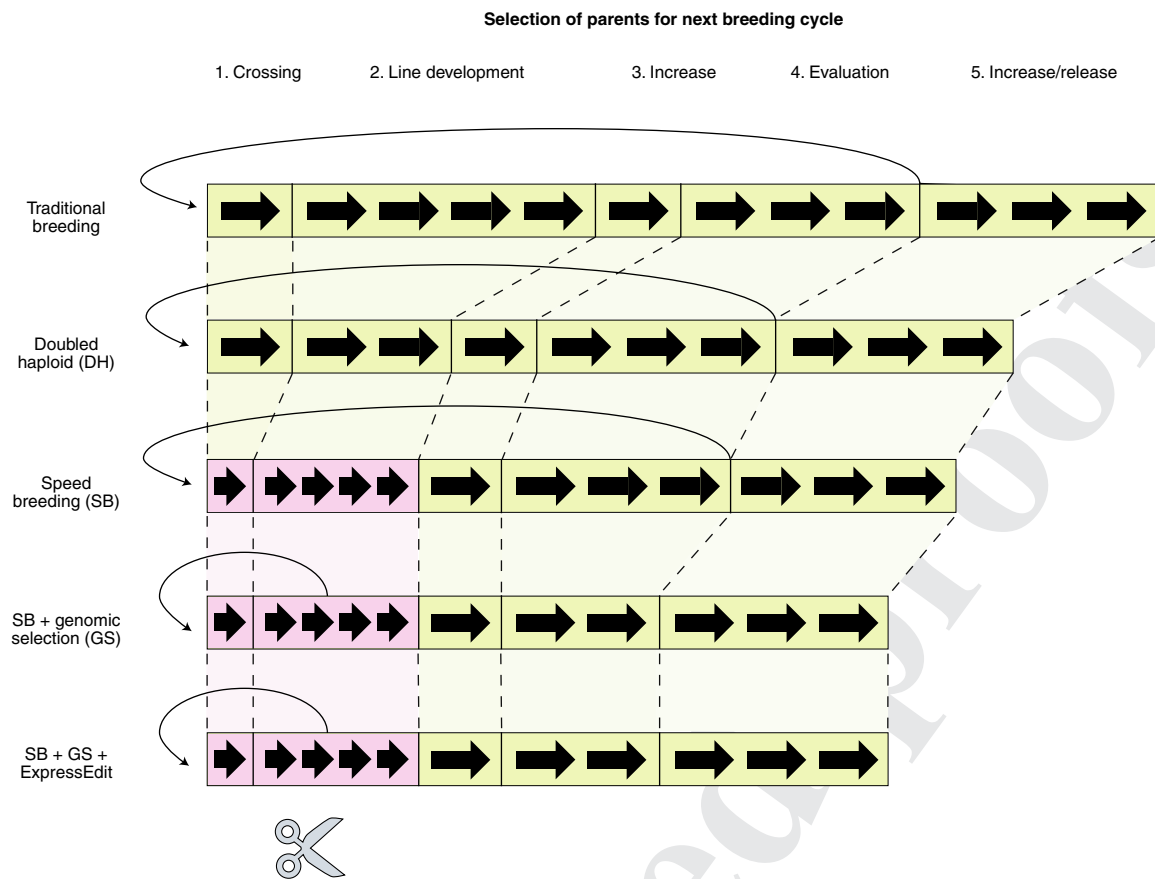 Selection of parents for next breeding cycle
1. Crossing 2. Line development 3. Increase 4. Evaluation 5. Increase/release
Traditional
breeding
Doubled
haploid (DH)
Speed
breeding (SB)
SB + genomic
selection (GS)
SB + GS +
ExpressEdit